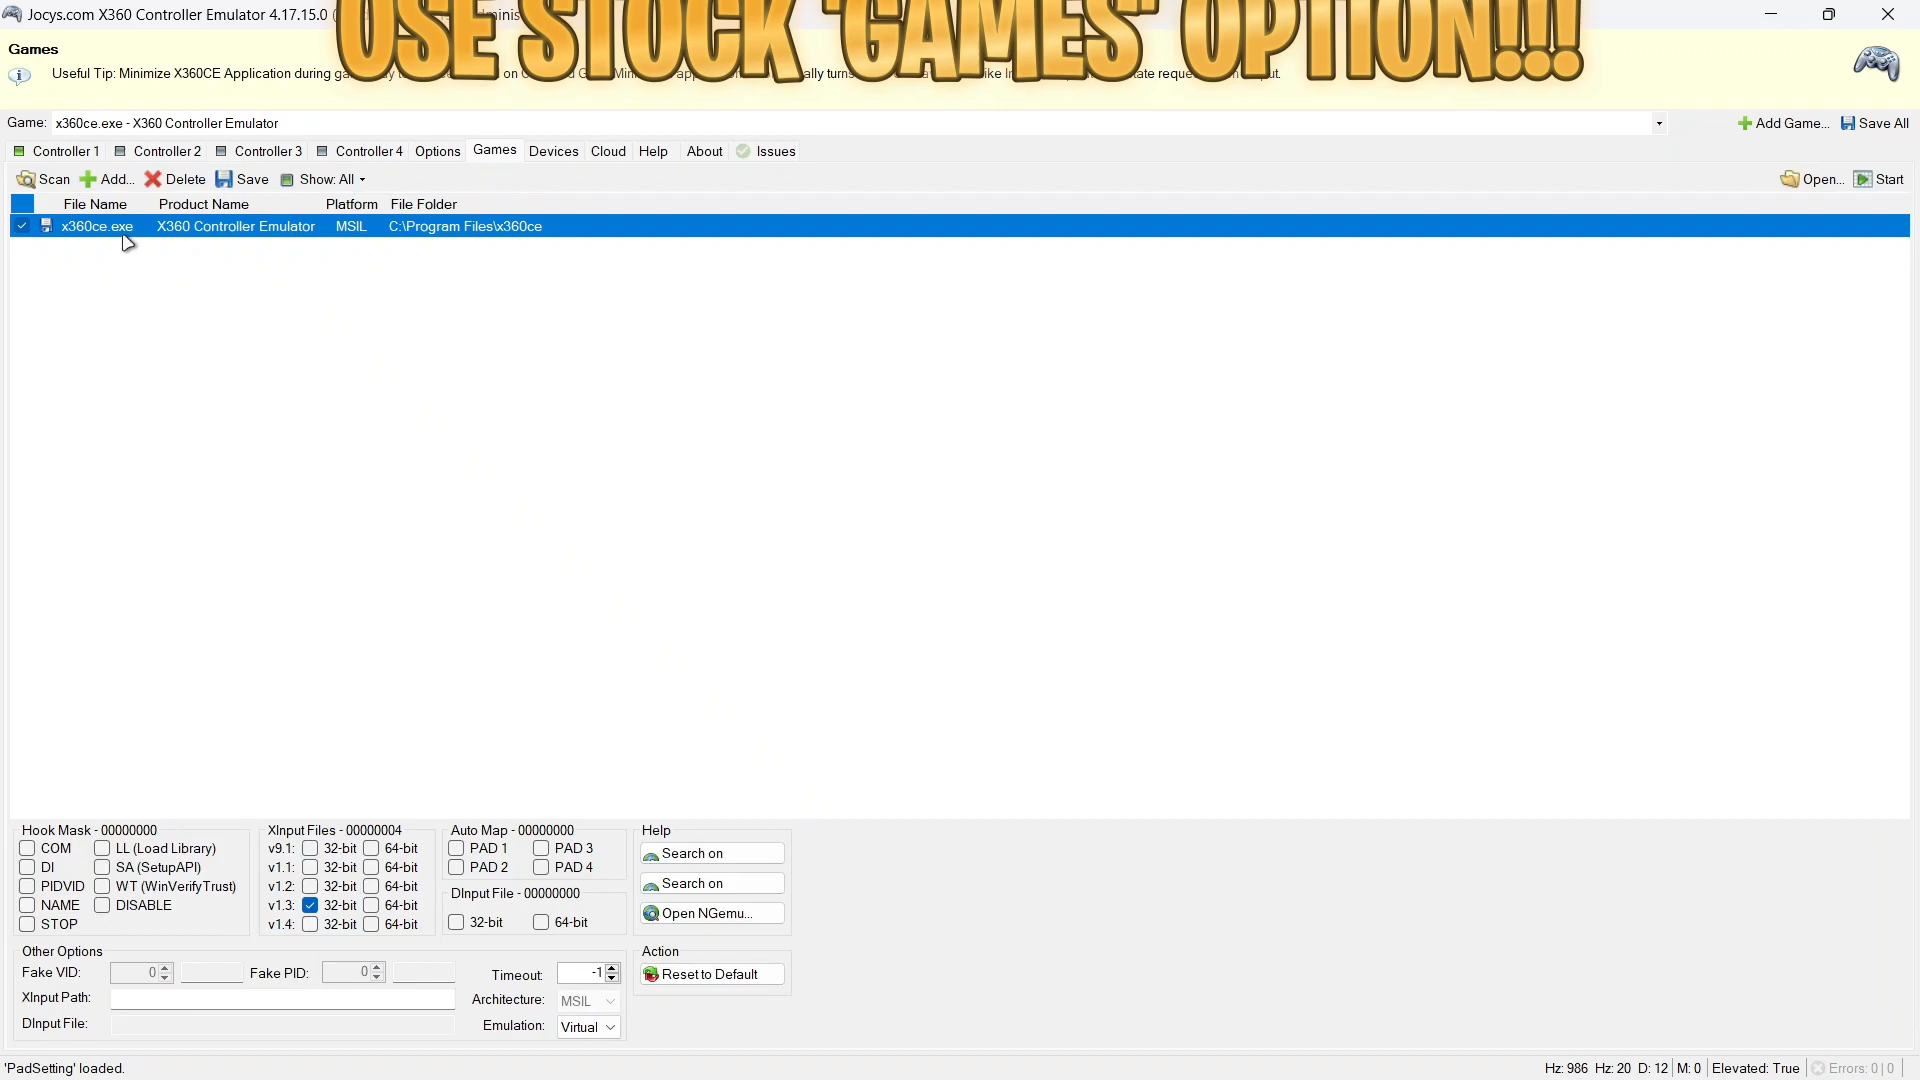 Jocys.com X360 Controller Emulator 4.17.15.0
USE STOCK 'GAMES' OPTION!!!
Games
Useful Tip: Minimize X360CE Application during
Game: x360ce.exe - X360 Controller Emulator
Add Game... Save All
Controller 1 Controller 2 Controller 3 Controller 4 Options Games Devices Cloud Help About Issues
Scan Add... Delete Save Show: All Open... Start
File Name Product Name Platform File Folder
x360ce.exe X360 Controller Emulator MSIL C:\Program Files\x360ce
Hook Mask - 00000000 XInput Files - 00000004 Auto Map - 00000000 Help
COM LL (Load Library) v9.1: 32-bit 64-bit PAD 1 PAD 3 Search on
DI SA (SetupAPI) v1.1: 32-bit 64-bit PAD 2 PAD 4
PIDVID WT (WinVerifyTrust) v1.2: 32-bit 64-bit DInput File - 00000000 Search on
NAME DISABLE v1.3: 32-bit 64-bit Open NGemu...
STOP v1.4: 32-bit 64-bit 32-bit 64-bit
Other Options Action
Fake VID: 0 Fake PID: 0 Timeout: -1 Reset to Default
XInput Path: Architecture: MSIL
DInput File: Emulation: Virtual
'PadSetting' loaded. Hz: 986 Hz: 20 D: 12 M: 0 Elevated: True Errors: 0 | 0